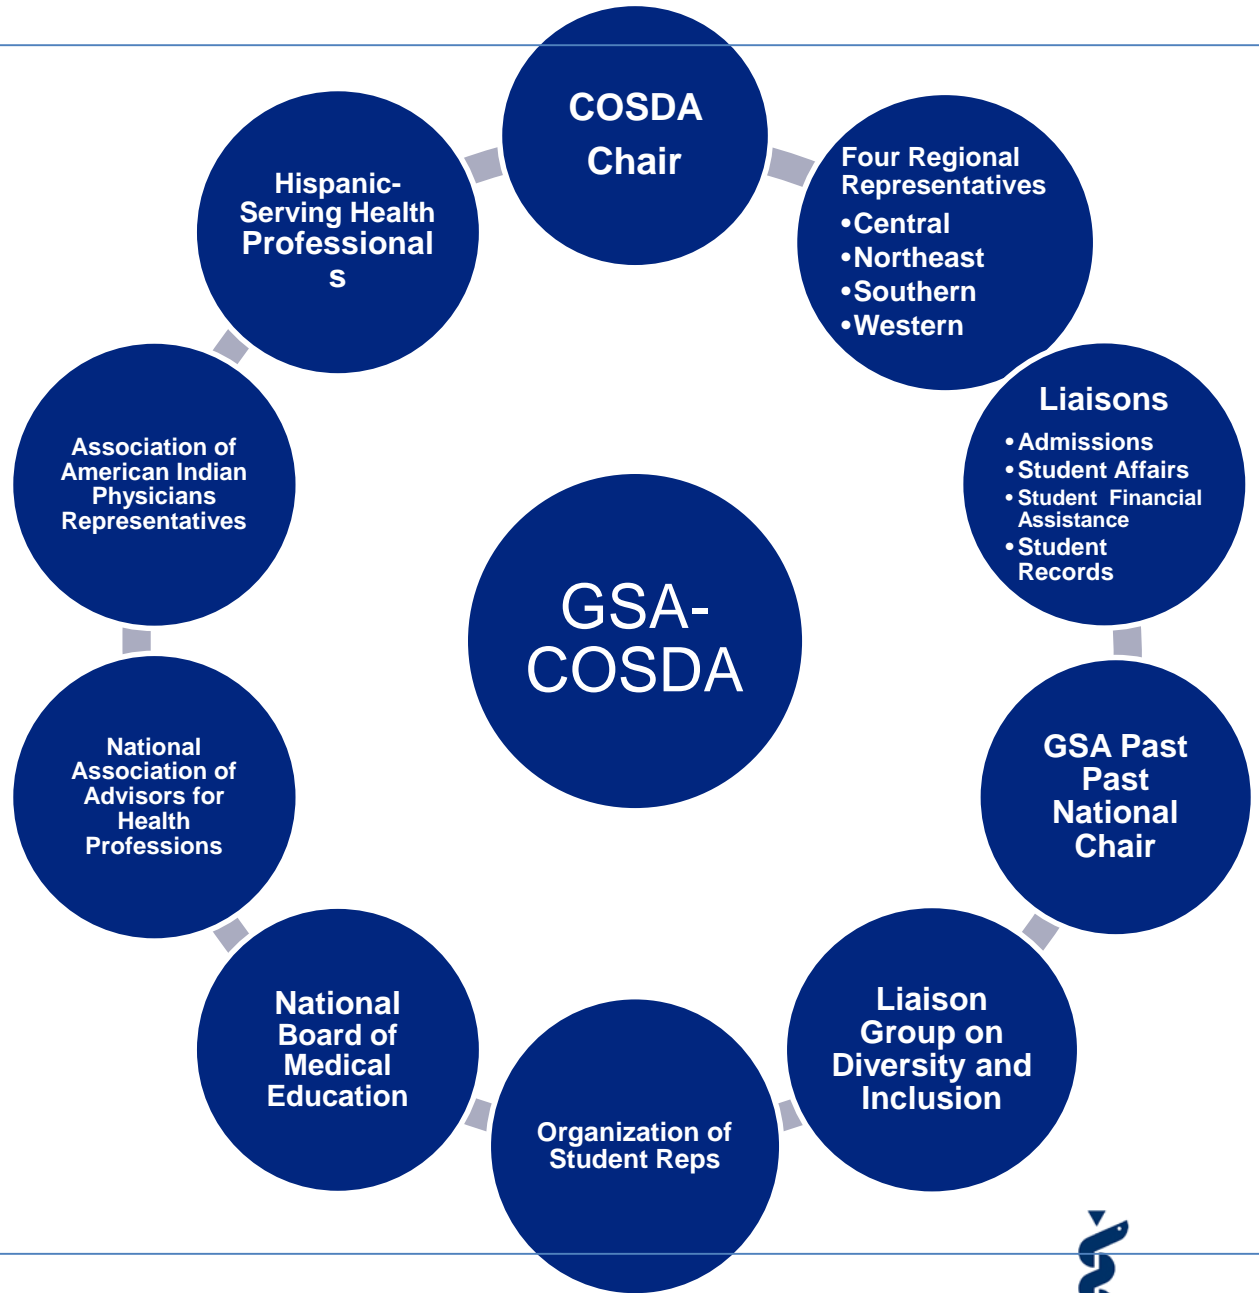 COSDA
Chair
Four Regional
Representatives
•Central
•Northeast
•Southern
•Western
Liaisons
• Admissions
• Student Affairs
• Student Financial
Assistance
• Student
Records
GSA Past
Past
National
Chair
Liaison
Group on
Diversity and
Inclusion
Organization of
Student Reps
National
Board of
Medical
Education
National
Association of
Advisors for
Health
Professions
Association of
American Indian
Physicians
Representatives
Hispanic-
Serving Health
Professional
s
GSA-
COSDA